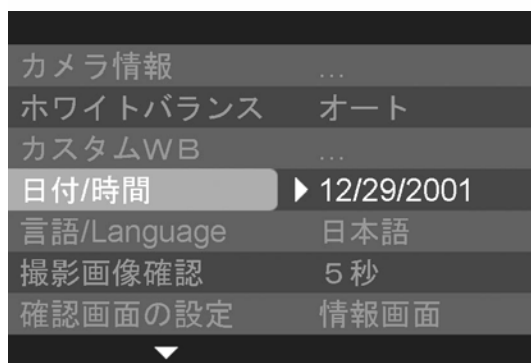 カメラ情報 ...
ホワイトバランス オート
カスタムWB ...
日付/時間 12/29/2001
言語/Language 日本語
撮影画像確認 5秒
確認画面の設定 情報画面